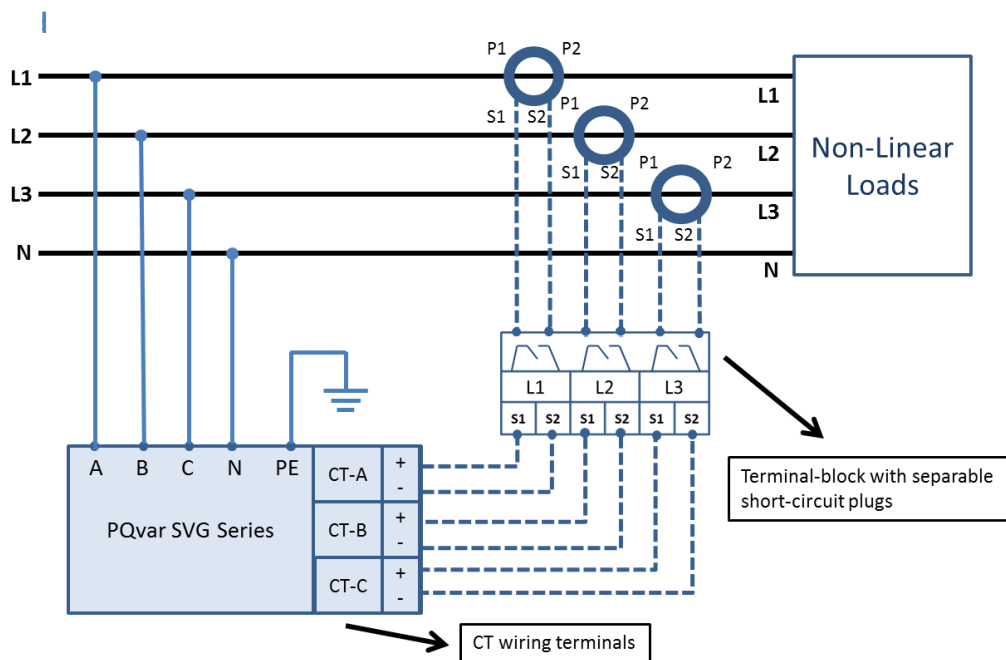 P1 P2
L1
L1
S1 S2 P1 P2
L2
L2
S1 S2 P1 P2
L3
L3
S1 S2
N
N
Non-Linear
Loads
L1 L2 L3
S1 S2 S1 S2 S1 S2
A B C N PE
CT-A + -
CT-B + -
CT-C + -
PQvar SVG Series
Terminal-block with separable
short-circuit plugs
CT wiring terminals